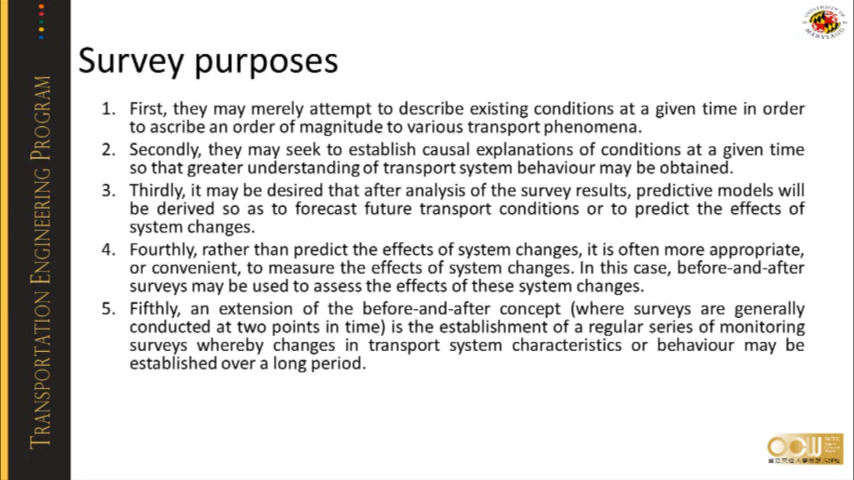 TRANSPORTATION ENGINEERING PROGRAM
UNIVERSITY OF
MARYLAND
Survey purposes
1. First, they may merely attempt to describe existing conditions at a given time in order
to ascribe an order of magnitude to various transport phenomena.
2. Secondly, they may seek to establish causal explanations of conditions at a given time
so that greater understanding of transport system behaviour may be obtained.
3. Thirdly, it may be desired that after analysis of the survey results, predictive models will
be derived so as to forecast future transport conditions or to predict the effects of
system changes.
4. Fourthly, rather than predict the effects of system changes, it is often more appropriate,
or convenient, to measure the effects of system changes. In this case, before-and-after
surveys may be used to assess the effects of these system changes.
5. Fifthly, an extension of the before-and-after concept (where surveys are generally
conducted at two points in time) is the establishment of a regular series of monitoring
surveys whereby changes in transport system characteristics or behaviour may be
established over a long period.
OCW